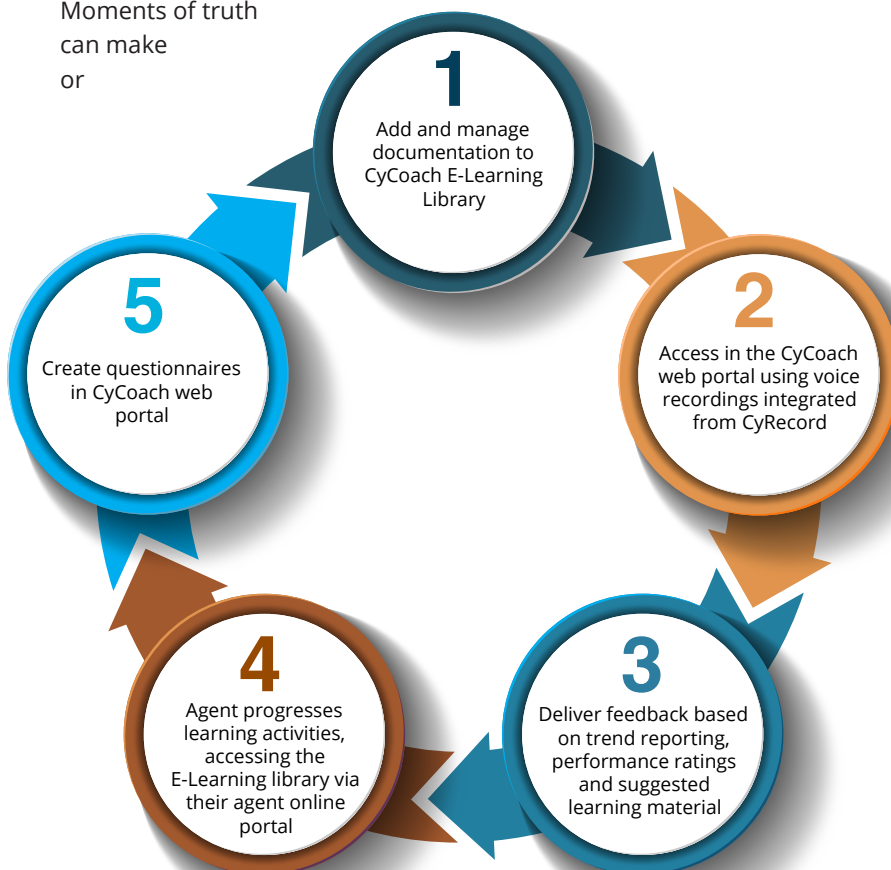 Moments of truth
can make
or
1
Add and manage
documentation to
CyCoach E-Learning
Library
2
Access in the CyCoach
web portal using voice
recordings integrated
from CyRecord
3
Deliver feedback based
on trend reporting,
performance ratings
and suggested
learning material
4
Agent progresses
learning activities,
accessing the
E-Learning library via
their agent online
portal
5
Create questionnaires
in CyCoach web
portal